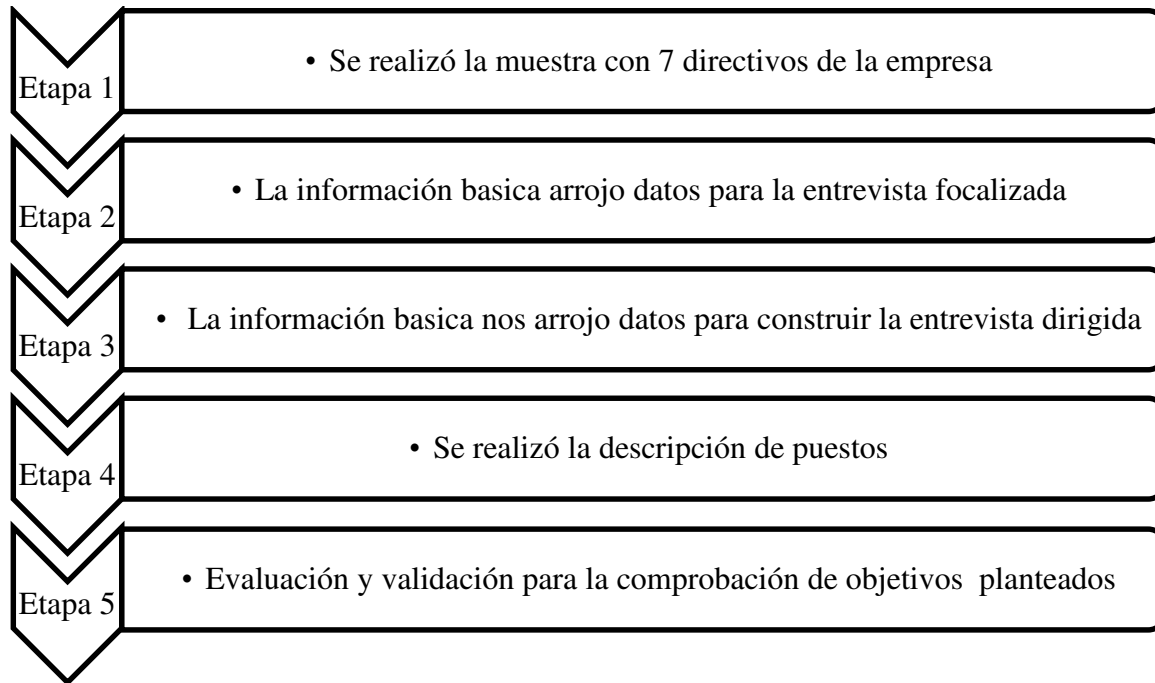 Etapa 1
• Se realizó la muestra con 7 directivos de la empresa
Etapa 2
• La información basica arrojo datos para la entrevista focalizada
Etapa 3
• La información basica nos arrojo datos para construir la entrevista dirigida
Etapa 4
• Se realizó la descripción de puestos
Etapa 5
• Evaluación y validación para la comprobación de objetivos planteados